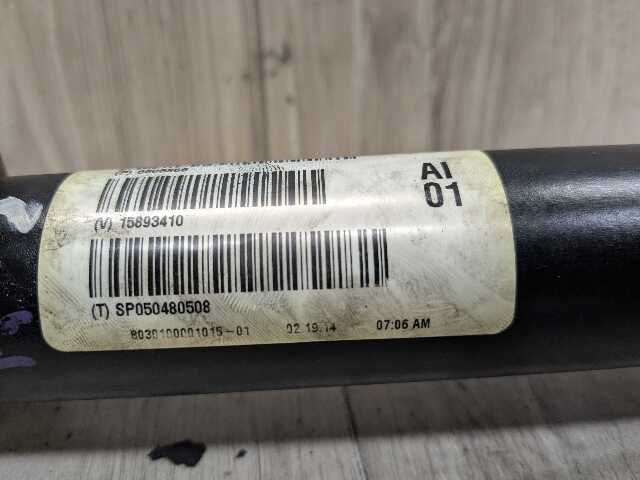 AI
01
(V) 15893410
(T) SP050480508
8030100001015-01 02.19.14 07:06 AM